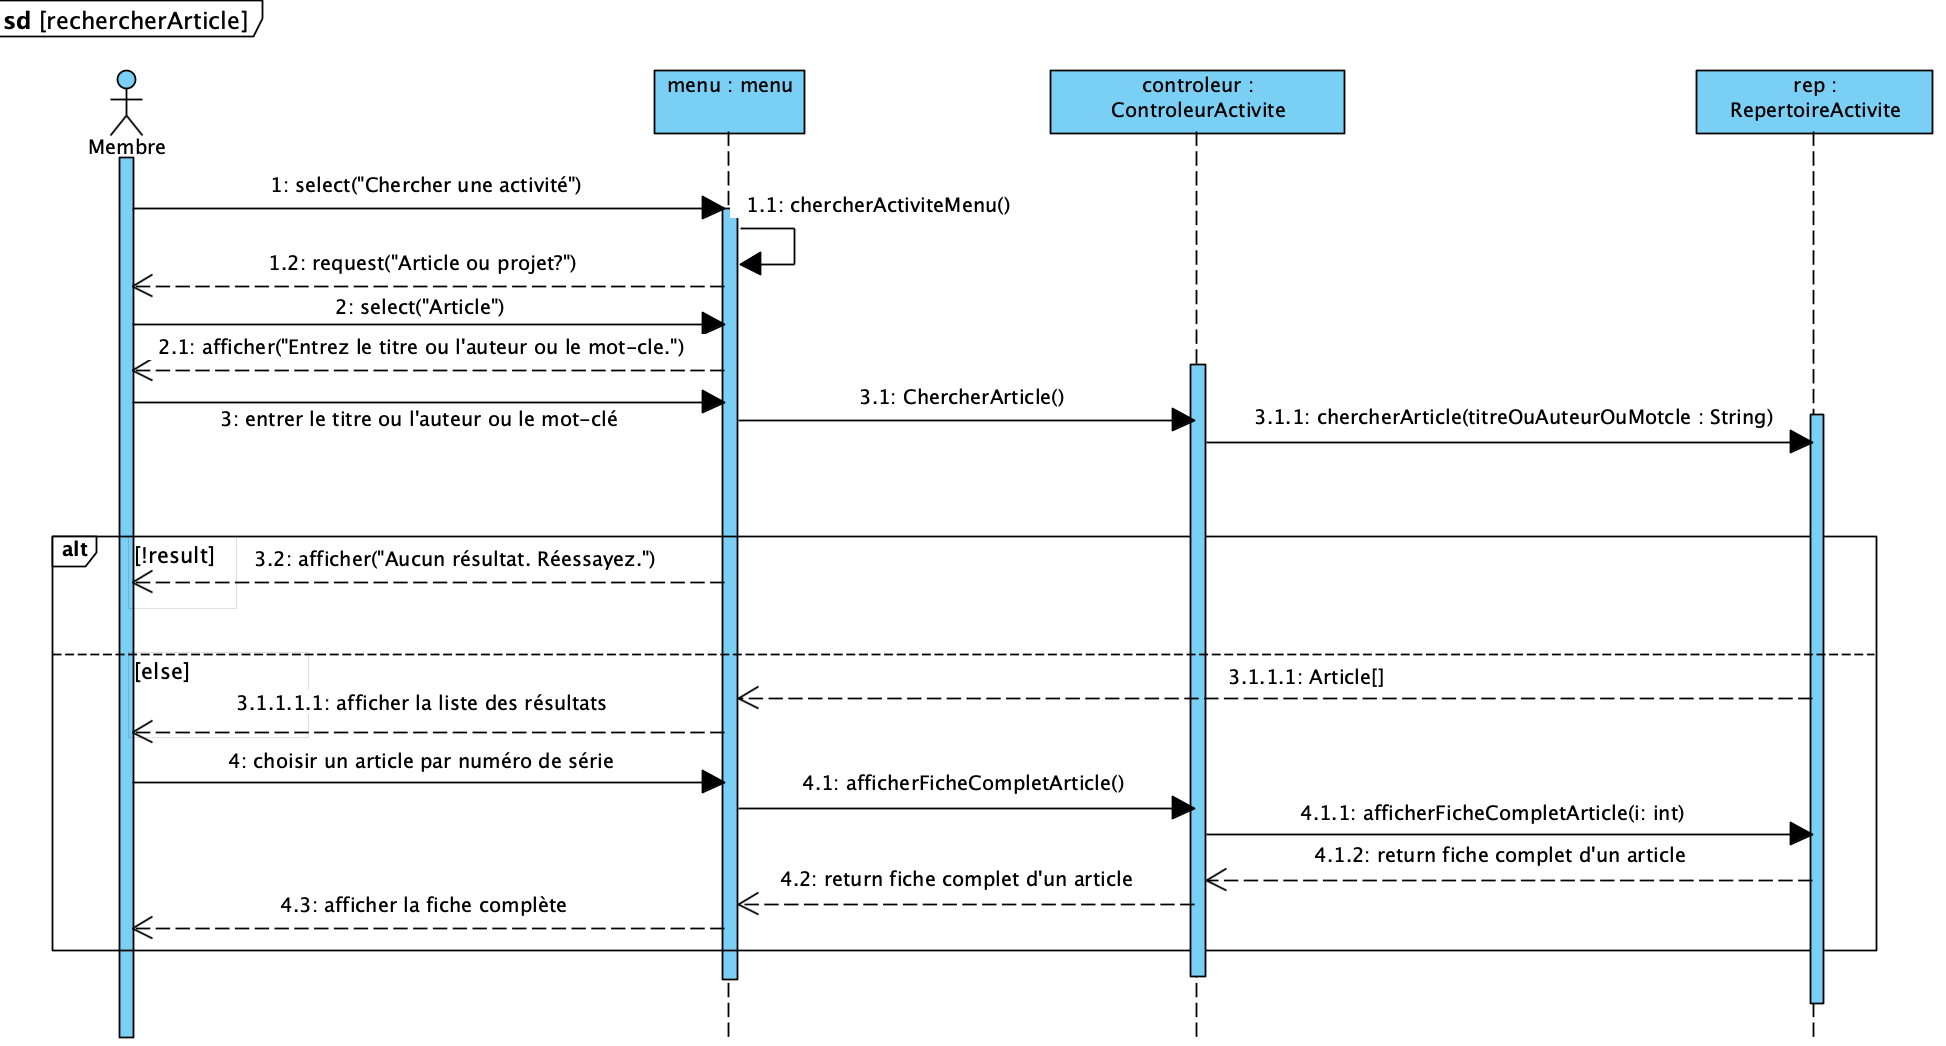 sd [rechercherArticle]
Membre
menu : menu
controleur :
ControleurActivite
rep :
RepertoireActivite
1: select("Chercher une activité")
1.1: chercherActiviteMenu()
1.2: request("Article ou projet?")
2: select("Article")
2.1: afficher("Entrez le titre ou l'auteur ou le mot-cle.")
3: entrer le titre ou l'auteur ou le mot-clé
3.1: ChercherArticle()
3.1.1: chercherArticle(titreOuAuteurOuMotcle : String)
alt
[!result]
3.2: afficher("Aucun résultat. Réessayez.")
[else]
3.1.1.1: Article[]
3.1.1.1.1: afficher la liste des résultats
4: choisir un article par numéro de série
4.1: afficherFicheCompletArticle()
4.1.1: afficherFicheCompletArticle(i: int)
4.1.2: return fiche complet d'un article
4.2: return fiche complet d'un article
4.3: afficher la fiche complète